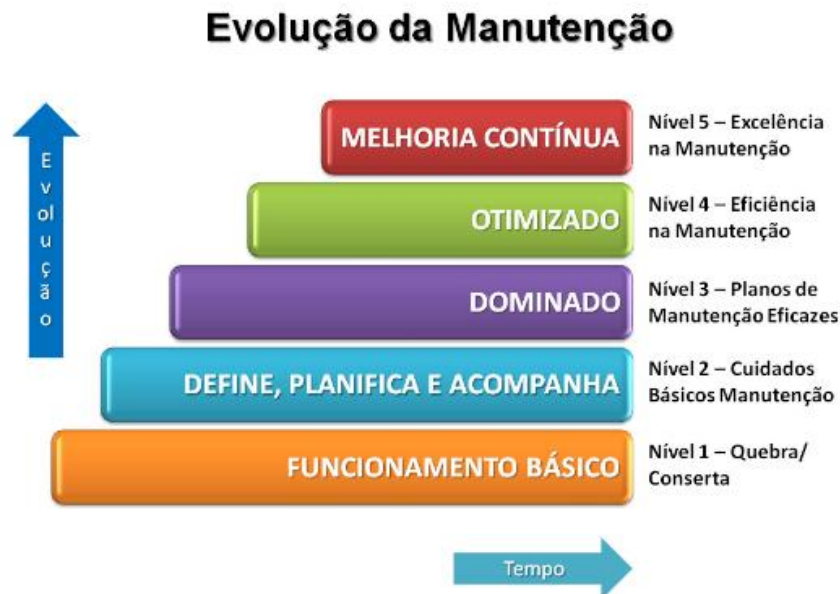 Evolução da Manutenção
Evolução
MELHORIA CONTÍNUA
Nível 5 – Excelência
na Manutenção
OTIMIZADO
Nível 4 – Eficiência
na Manutenção
DOMINADO
Nível 3 – Planos de
Manutenção Eficazes
DEFINE, PLANIFICA E ACOMPANHA
Nível 2 – Cuidados
Básicos Manutenção
FUNCIONAMENTO BÁSICO
Nível 1 – Quebra/
Conserta
Tempo